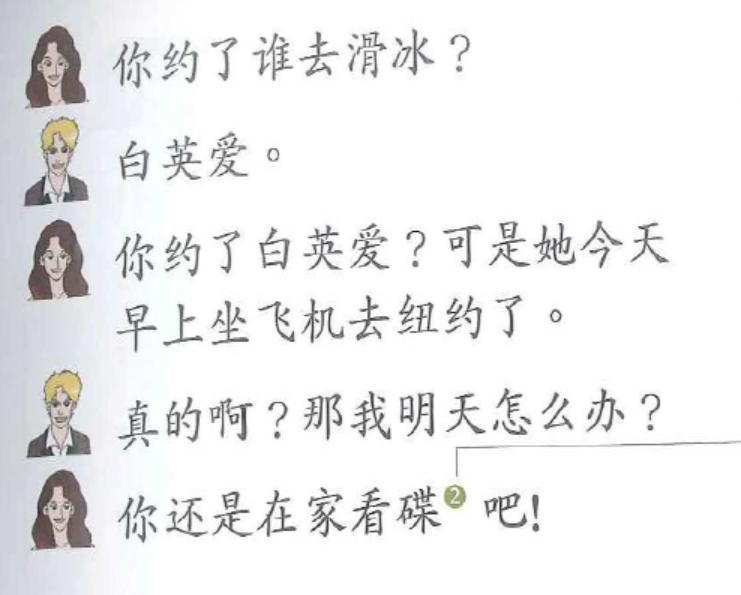 你约了谁去滑冰？
白英爱。
你约了白英爱？可是她今天
早上坐飞机去纽约了。
真的啊？那我明天怎么办？
你还是在家看碟❷吧!